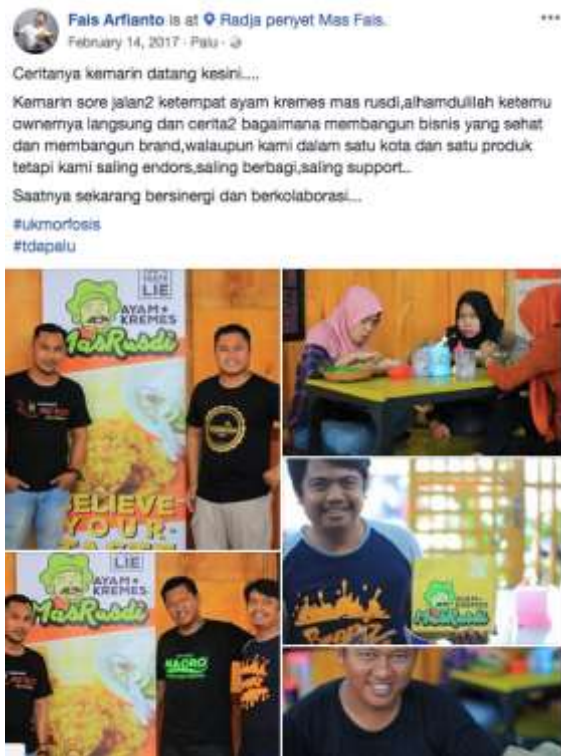 Fais Arfianto is at Radja penyet Mas Fais.
February 14, 2017 · Palu ·
Ceritanya kemarin datang kesini....
Kemarin sore jalan2 ketempat ayam kremes mas rusdi,alhamdulilah ketemu
ownernya langsung dan cerita2 bagaimana membangun bisnis yang sehat
dan membangun brand,walaupun kami dalam satu kota dan satu produk
tetapi kami saling endors,saling berbagi,saling support..
Saatnya sekarang bersinergi dan berkolaborasi...
#ukmorfosis
#tdapalu
LIE
AYAM
KREMES
MasRusdi
BELIEVE
YOUR
LIE
AYAM
KREMES
MasRusdi
NAGRO
KREMES
MasRusdi